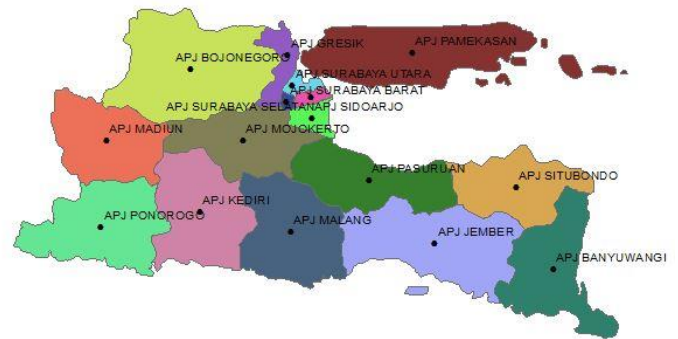 APJ GRESIK
APJ PAMEKASAN
APJ BOJONEGORO
APJ SURABAYA UTARA
APJ SURABAYA BARAT
APJ SURABAYA SELATAN
APJ SIDOARJO
APJ MADIUN
APJ MOJOKERTO
APJ PASURUAN
APJ SITUBONDO
APJ KEDIRI
APJ PONOROGO
APJ MALANG
APJ JEMBER
APJ BANYUWANGI